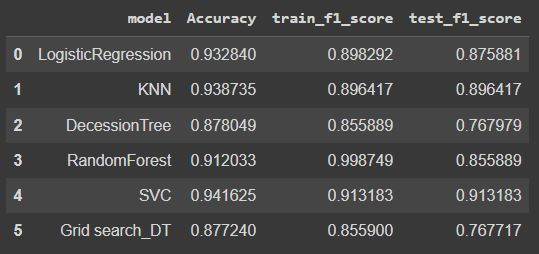 model Accuracy train_f1_score test_f1_score
0 LogisticRegression 0.932840 0.898292 0.875881
1 KNN 0.938735 0.896417 0.896417
2 DecessionTree 0.878049 0.855889 0.767979
3 RandomForest 0.912033 0.998749 0.855889
4 SVC 0.941625 0.913183 0.913183
5 Grid search_DT 0.877240 0.855900 0.767717